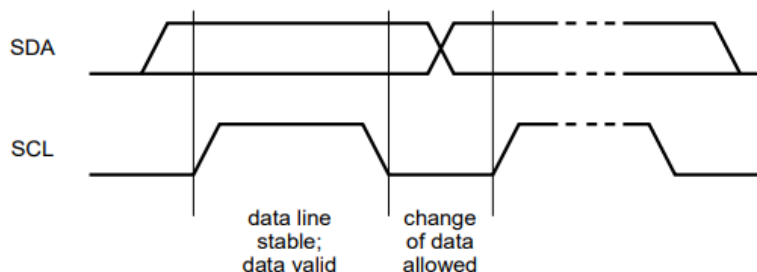 SDA
SCL
data line
stable;
data valid
change
of data
allowed